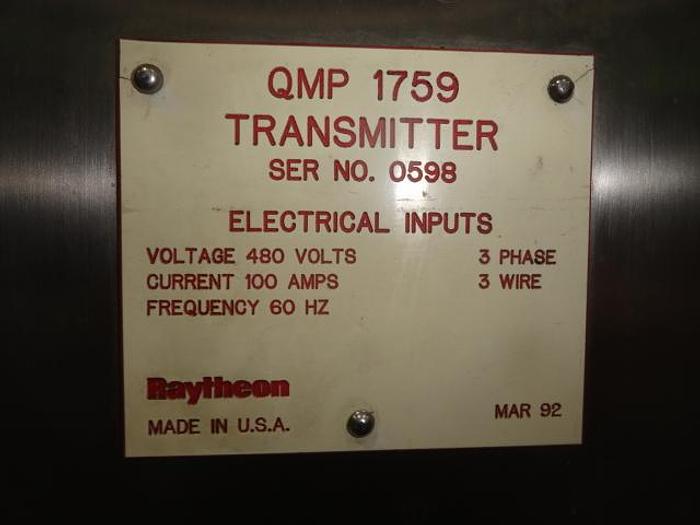 QMP 1759
TRANSMITTER
SER NO. 0598
ELECTRICAL INPUTS
VOLTAGE 480 VOLTS 3 PHASE
CURRENT 100 AMPS 3 WIRE
FREQUENCY 60 HZ
Raytheon
MADE IN U.S.A. MAR 92